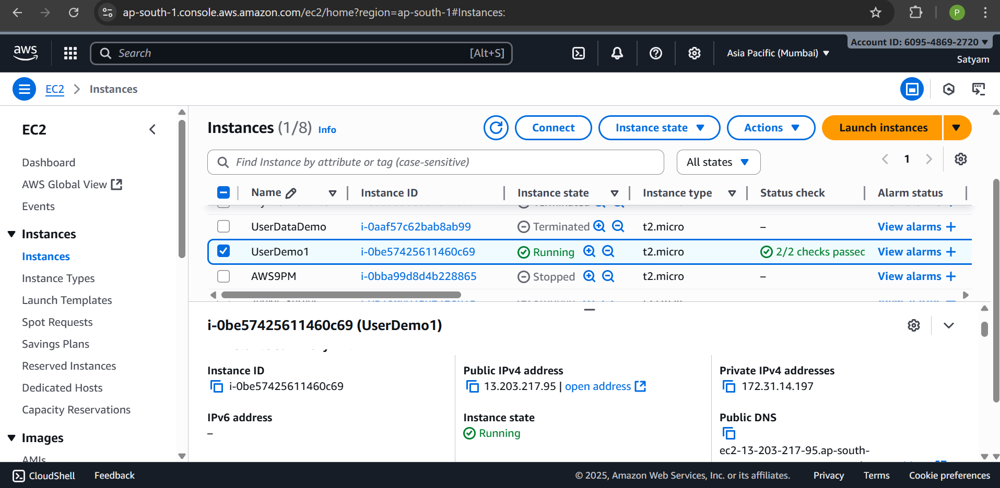 ap-south-1.console.aws.amazon.com/ec2/home?region=ap-south-1#Instances:
P
aws
Search
[Alt+S]
Asia Pacific (Mumbai)
Account ID: 6095-4869-2720
Satyam
EC2
Instances
EC2
Dashboard
AWS Global View
Events
Instances
Instances
Instance Types
Launch Templates
Spot Requests
Savings Plans
Reserved Instances
Dedicated Hosts
Capacity Reservations
Images
AMIs
Instances (1/8) Info
Connect
Instance state
Actions
Launch instances
Find Instance by attribute or tag (case-sensitive)
All states
1
Name Instance ID Instance state Instance type Status check Alarm status
UserDataDemo i-0aaf57c62bab8ab99 Terminated t2.micro – View alarms +
UserDemo1 i-0be57425611460c69 Running t2.micro 2/2 checks passec View alarms +
AWS9PM i-0bba99d8d4b228865 Stopped t2.micro – View alarms +
i-0be57425611460c69 (UserDemo1)
Instance ID
i-0be57425611460c69
Public IPv4 address
13.203.217.95 | open address
Private IPv4 addresses
172.31.14.197
IPv6 address
–
Instance state
Running
Public DNS
ec2-13-203-217-95.ap-south-
CloudShell
Feedback
© 2025, Amazon Web Services, Inc. or its affiliates.
Privacy
Terms
Cookie preferences